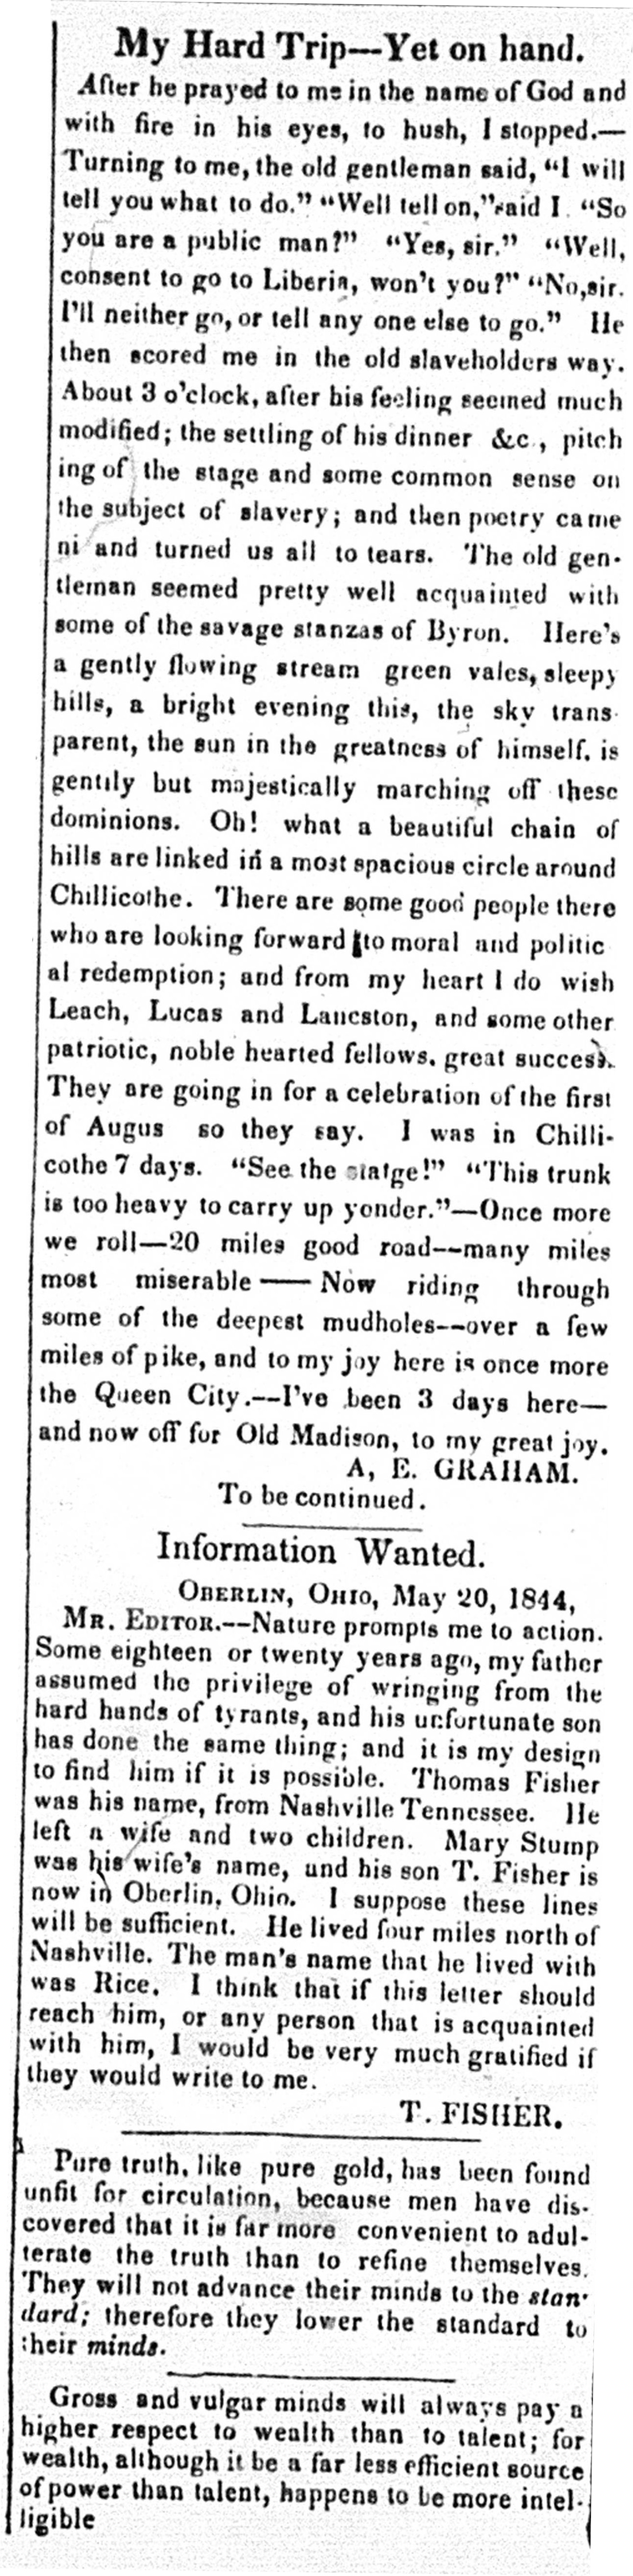 My Hard Trip—Yet on hand.
After he prayed to me in the name of God and
with fire in his eyes, to hush, I stopped.—
Turning to me, the old gentleman said, "I will
tell you what to do." "Well tell on," said I. "So
you are a public man?" "Yes, sir." "Well,
consent to go to Liberia, won't you?" "No, sir.
I'll neither go, or tell any one else to go." He
then scored me in the old slaveholders way.
About 3 o'clock, after his feeling seemed much
modified; the settling of his dinner &c., pitch
ing of the stage and some common sense on
the subject of slavery; and then poetry came
ni and turned us all to tears. The old gen-
tleman seemed pretty well acquainted with
some of the savage stanzas of Byron. Here's
a gently flowing stream green vales, sleepy
hills, a bright evening this, the sky trans-
parent, the sun in the greatness of himself. is
gentily but majestically marching off these
dominions. Oh! what a beautiful chain of
hills are linked in a most spacious circle around
Chillicothe. There are some good people there
who are looking forward to moral and politic
al redemption; and from my heart I do wish
Leach, Lucas and Lancston, and some other
patriotic, noble hearted fellows. great success.
They are going in for a celebration of the first
of Augus so they say. I was in Chilli-
cothe 7 days. "See the statge!" "This trunk
is too heavy to carry up yonder."—Once more
we roll—20 miles good road—many miles
most miserable — Now riding through
some of the deepest mudholes—over a few
miles of pike, and to my joy here is once more
the Queen City.—I've been 3 days here—
and now off for Old Madison, to my great joy.
A, E. GRAHAM.
To be continued.
Information Wanted.
OBERLIN, OHIO, May 20, 1844,
MR. EDITOR.—Nature prompts me to action.
Some eighteen or twenty years ago, my father
assumed the privilege of wringing from the
hard hands of tyrants, and his unfortunate son
has done the same thing; and it is my design
to find him if it is possible. Thomas Fisher
was his name, from Nashville Tennessee. He
left a wife and two children. Mary Stump
was his wife's name, und his son T. Fisher is
now in Oberlin, Ohio. I suppose these lines
will be sufficient. He lived four miles north of
Nashville. The man's name that he lived with
was Rice. I think that if this letter should
reach him, or any person that is acquainted
with him, I would be very much gratified if
they would write to me.
T. FISHER.
Pure truth, like pure gold, has been found
unfit for circulation, because men have dis-
covered that it is far more convenient to adul-
terate the truth than to refine themselves.
They will not advance their minds to the stan-
dard; therefore they lower the standard to
their minds.
Gross and vulgar minds will always pay a
higher respect to wealth than to talent; for
wealth, although it be a far less efficient source
of power than talent, happens to be more intel-
ligible